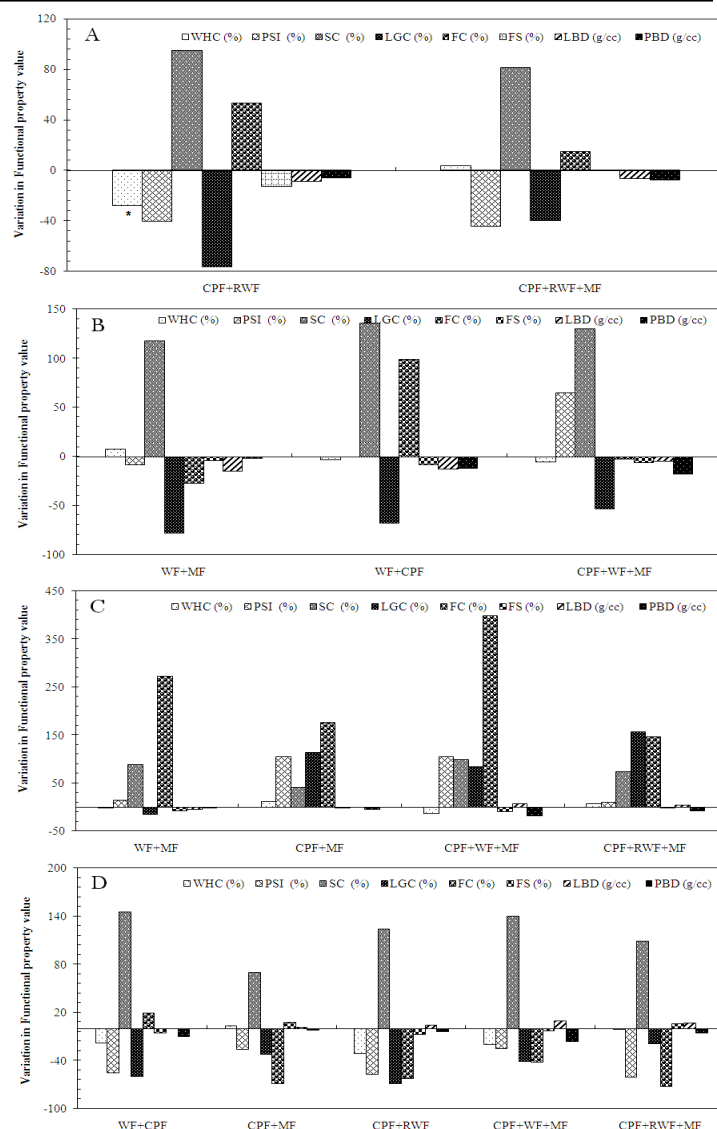 A
WHC (%) PSI (%) SC (%) LGC (%) FC (%) FS (%) LBD (g/cc) PBD (g/cc)
Variation in Functional property value
120
80
40
0
-40
-80
*
CPF+RWF CPF+RWF+MF
B
WHC (%) PSI (%) SC (%) LGC (%) FC (%) FS (%) LBD (g/cc) PBD (g/cc)
Variation in Functional property value
150
100
50
0
-50
-100
WF+MF WF+CPF CPF+WF+MF
C
WHC (%) PSI (%) SC (%) LGC (%) FC (%) FS (%) LBD (g/cc) PBD (g/cc)
Variation in Functional property value
450
350
250
150
50
-50
WF+MF CPF+MF CPF+WF+MF CPF+RWF+MF
D
WHC (%) PSI (%) SC (%) LGC (%) FC (%) FS (%) LBD (g/cc) PBD (g/cc)
Variation in Functional property value
200
140
80
20
-40
-100
WF+CPF CPF+MF CPF+RWF CPF+WF+MF CPF+RWF+MF